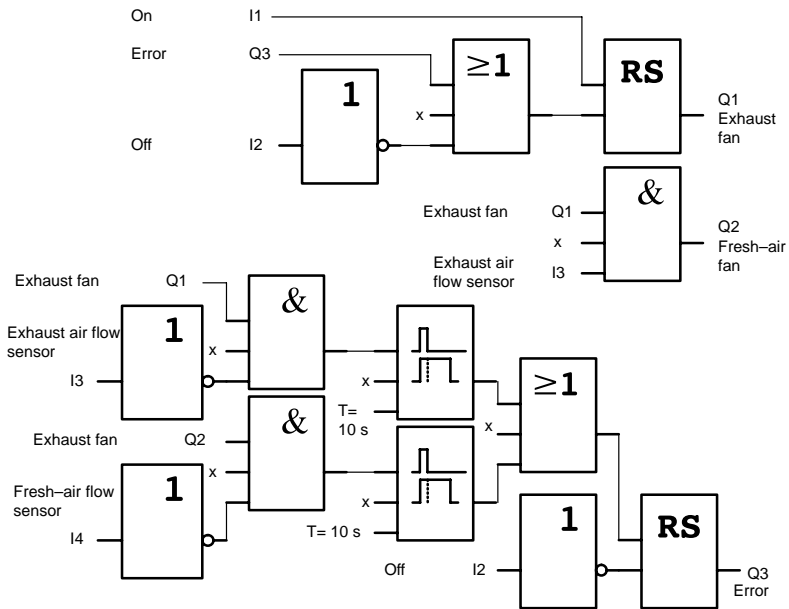 On I1
Error Q3
≥1
RS
1
x
Q1
Exhaust
fan
Off I2
&
Exhaust fan Q1
x
Q2
Fresh–air
fan
Exhaust air
flow sensor
I3
Exhaust fan Q1
&
Exhaust air flow
sensor
1
x
I3
x
T=
10 s
≥1
x
Exhaust fan Q2
&
x
Fresh–air flow
sensor
1
x
I4
T= 10 s
1
RS
Off I2
Q3
Error